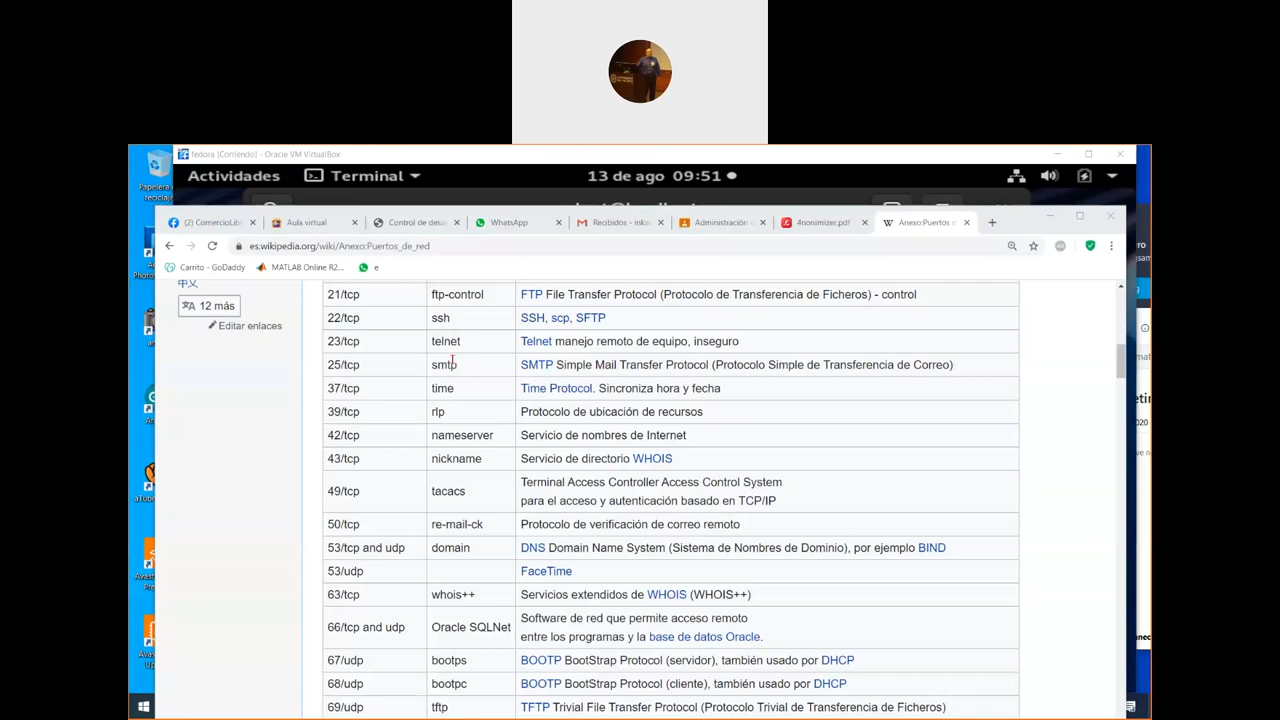 Papelera
reciclaje
fedora [Corriendo] - Oracle VM VirtualBox
Actividades
Terminal
13 de ago 09:51
(2) ComercioLib
Aula virtual
Control de desa
WhatsApp
Recibidos - inko
Administración
4nonimizer.pdf
Anexo:Puertos d
es.wikipedia.org/wiki/Anexo:Puertos_de_red
Carrito - GoDaddy
MATLAB Online R2...
e
中文
12 más
Editar enlaces
21/tcp ftp-control FTP File Transfer Protocol (Protocolo de Transferencia de Ficheros) - control
22/tcp ssh SSH, scp, SFTP
23/tcp telnet Telnet manejo remoto de equipo, inseguro
25/tcp smtp SMTP Simple Mail Transfer Protocol (Protocolo Simple de Transferencia de Correo)
37/tcp time Time Protocol. Sincroniza hora y fecha
39/tcp rlp Protocolo de ubicación de recursos
42/tcp nameserver Servicio de nombres de Internet
43/tcp nickname Servicio de directorio WHOIS
49/tcp tacacs Terminal Access Controller Access Control System
para el acceso y autenticación basado en TCP/IP
50/tcp re-mail-ck Protocolo de verificación de correo remoto
53/tcp and udp domain DNS Domain Name System (Sistema de Nombres de Dominio), por ejemplo BIND
53/udp FaceTime
63/tcp whois++ Servicios extendidos de WHOIS (WHOIS++)
66/tcp and udp Oracle SQLNet Software de red que permite acceso remoto
entre los programas y la base de datos Oracle.
67/udp bootps BOOTP BootStrap Protocol (servidor), también usado por DHCP
68/udp bootpc BOOTP BootStrap Protocol (cliente), también usado por DHCP
69/udp tftp TFTP Trivial File Transfer Protocol (Protocolo Trivial de Transferencia de Ficheros)